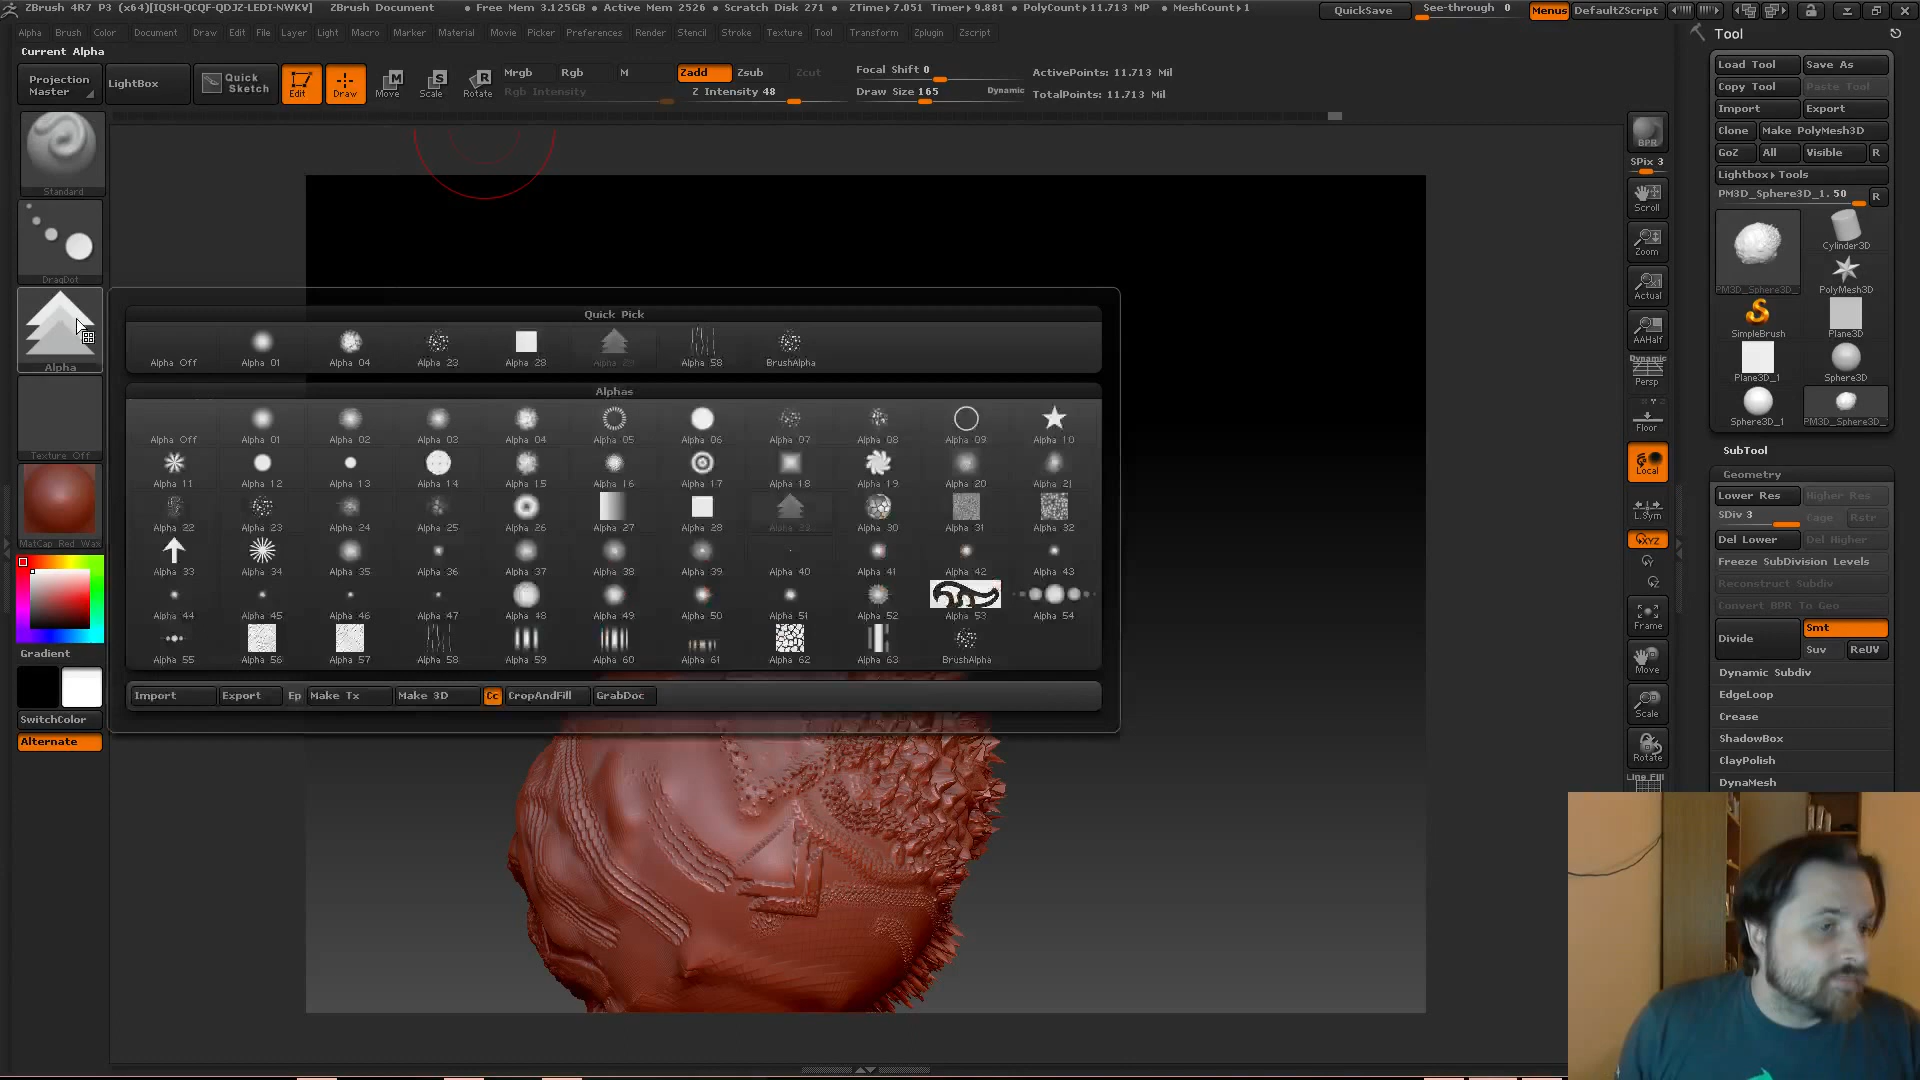 ZBrush 4R7 P3 (x64)[IQSH-QCQF-QDJZ-LEDI-NWKV] ZBrush Document • Free Mem 3.125GB • Active Mem 2526 • Scratch Disk 271 • ZTime▸7.051 Timer▸9.881 • PolyCount▸11.713 MP • MeshCount▸1 QuickSave See-through 0 Menus DefaultZScript
Alpha Brush Color Document Draw Edit File Layer Light Macro Marker Material Movie Picker Preferences Render Stencil Stroke Texture Tool Transform Zplugin Zscript
Current Alpha
Projection Master LightBox Quick Sketch Edit Draw Move Scale Rotate
Mrgb Rgb M Zadd Zsub Zcut Focal Shift 0 ActivePoints: 11.713 Mil
Rgb Intensity Z Intensity 48 Draw Size 165 Dynamic TotalPoints: 11.713 Mil
Standard
DragDot
Alpha
Texture Off
MatCap Red Wax
Gradient
SwitchColor
Alternate
Quick Pick
Alpha Off Alpha 01 Alpha 04 Alpha 23 Alpha 28 Alpha 29 Alpha 58 BrushAlpha
Alphas
Alpha Off Alpha 01 Alpha 02 Alpha 03 Alpha 04 Alpha 05 Alpha 06 Alpha 07 Alpha 08 Alpha 09 Alpha 10
Alpha 11 Alpha 12 Alpha 13 Alpha 14 Alpha 15 Alpha 16 Alpha 17 Alpha 18 Alpha 19 Alpha 20 Alpha 21
Alpha 22 Alpha 23 Alpha 24 Alpha 25 Alpha 26 Alpha 27 Alpha 28 Alpha 29 Alpha 30 Alpha 31 Alpha 32
Alpha 33 Alpha 34 Alpha 35 Alpha 36 Alpha 37 Alpha 38 Alpha 39 Alpha 40 Alpha 41 Alpha 42 Alpha 43
Alpha 44 Alpha 45 Alpha 46 Alpha 47 Alpha 48 Alpha 49 Alpha 50 Alpha 51 Alpha 52 Alpha 53 Alpha 54
Alpha 55 Alpha 56 Alpha 57 Alpha 58 Alpha 59 Alpha 60 Alpha 61 Alpha 62 Alpha 63 BrushAlpha
Import Export Ep Make Tx Make 3D Cc CropAndFill GrabDoc
BPR
SPix 3
Scroll
Zoom
Actual
AAHalf
Dynamic
Persp
Floor
Local
L.Sym
XYZ
Frame
Move
Scale
Rotate
Line Fill
Tool
Load Tool Save As
Copy Tool Paste Tool
Import Export
Clone Make PolyMesh3D
GoZ All Visible R
Lightbox▸Tools
PM3D_Sphere3D_1. 50 R
Cylinder3D
PM3D_Sphere3D_ PolyMesh3D
SimpleBrush Plane3D
Plane3D_1 Sphere3D
Sphere3D_1 PM3D_Sphere3D_
SubTool
Geometry
Lower Res Higher Res
SDiv 3 Cage Rstr
Del Lower Del Higher
Freeze SubDivision Levels
Reconstruct Subdiv
Convert BPR To Geo
Divide Smt
Suv ReUV
Dynamic Subdiv
EdgeLoop
Crease
ShadowBox
ClayPolish
DynaMesh